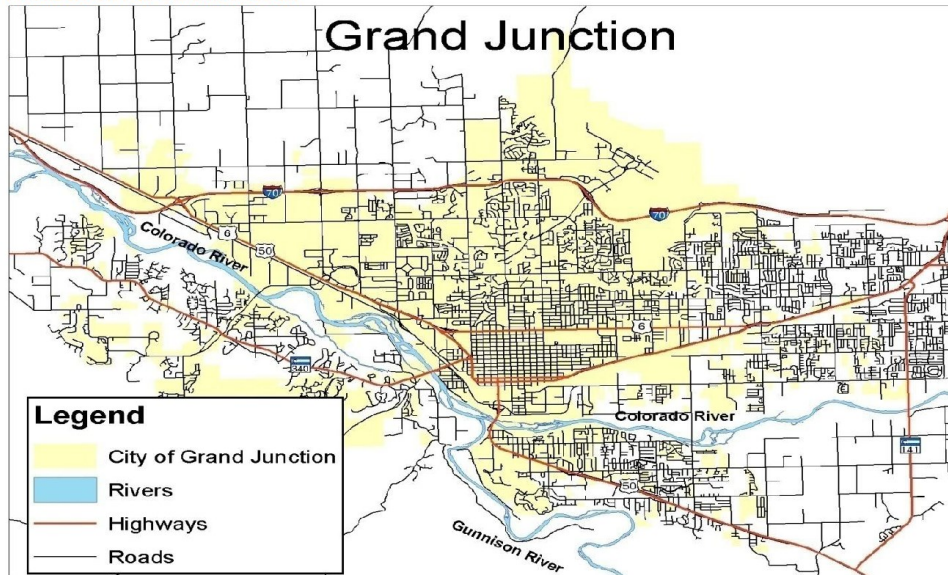 Grand Junction
70
70
6
50
Colorado River
6
340
Colorado River
141
50
Gunnison River
Legend
City of Grand Junction
Rivers
Highways
Roads